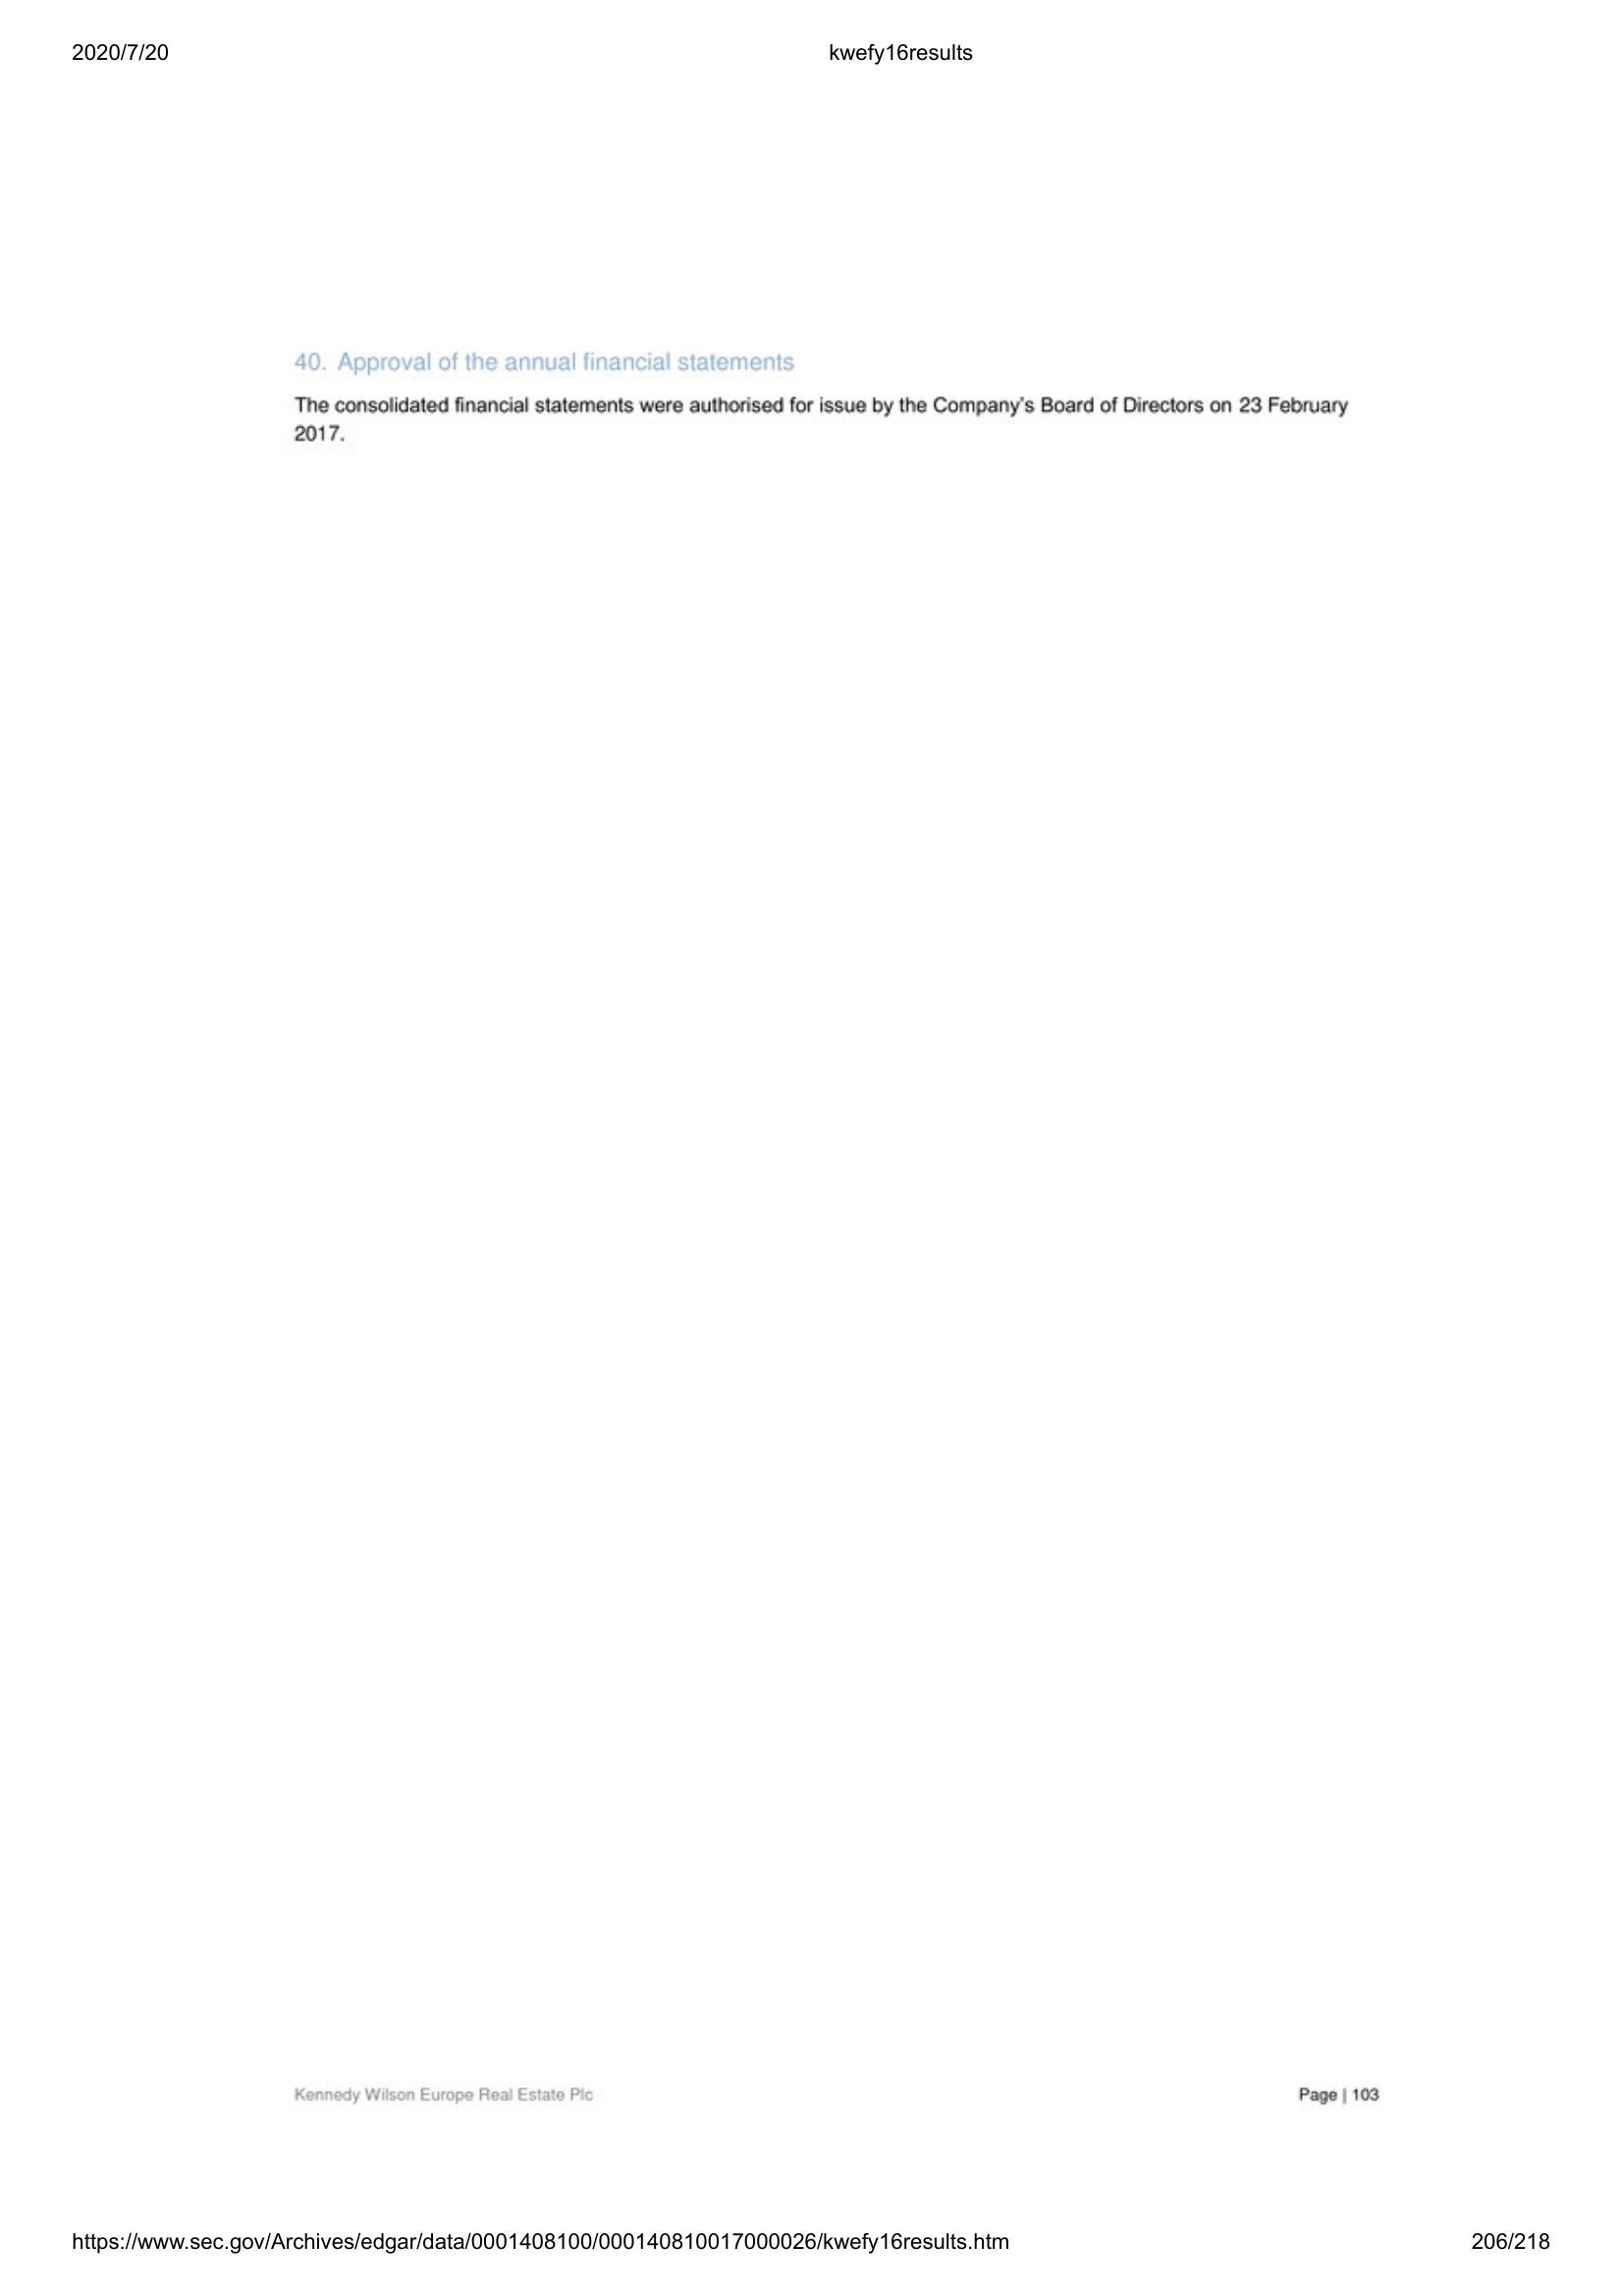 2020/7/20 kwefy16results
40. Approval of the annual financial statements
The consolidated financial statements were authorised for issue by the Company's Board of Directors on 23 February
2017.
Kennedy Wilson Europe Real Estate Plc Page | 103
https://www.sec.gov/Archives/edgar/data/0001408100/000140810017000026/kwefy16results.htm 206/218